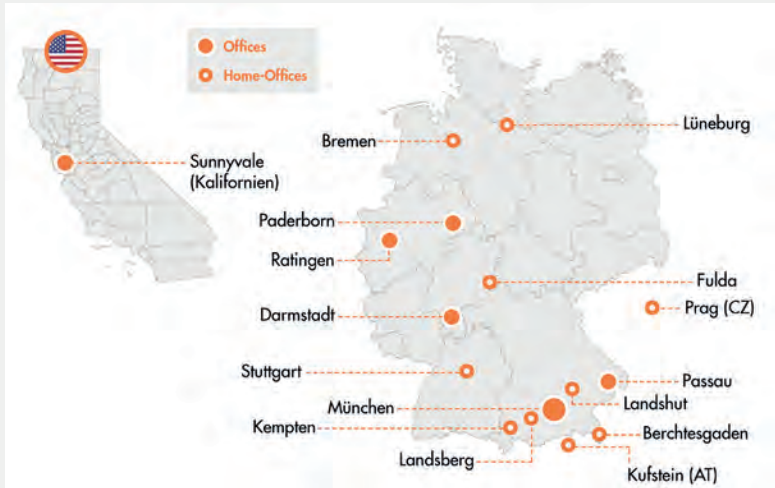 Offices
Home-Offices
Lüneburg
Bremen
Sunnyvale
(Kalifornien)
Paderborn
Ratingen
Fulda
Prag (CZ)
Darmstadt
Stuttgart
Passau
München
Landshut
Kempten
Berchtesgaden
Landsberg
Kufstein (AT)